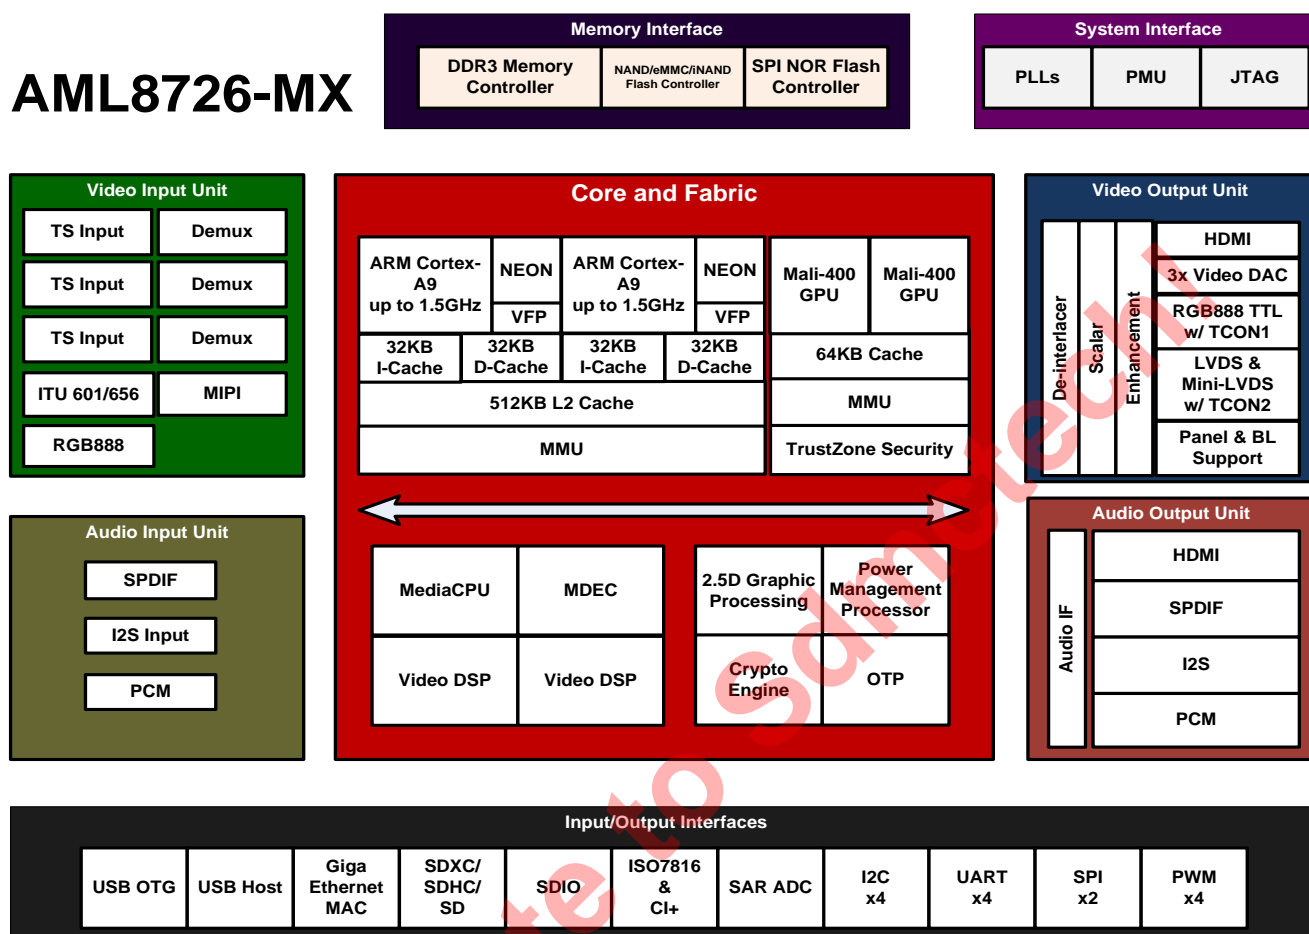 AML8726-MX
Memory Interface
DDR3 Memory
Controller
NAND/eMMC/iNAND
Flash Controller
SPI NOR Flash
Controller
System Interface
PLLs
PMU
JTAG
Video Input Unit
TS Input
Demux
TS Input
Demux
TS Input
Demux
ITU 601/656
MIPI
RGB888
Audio Input Unit
SPDIF
I2S Input
PCM
Core and Fabric
ARM Cortex-
A9
up to 1.5GHz
NEON
VFP
ARM Cortex-
A9
up to 1.5GHz
NEON
VFP
Mali-400
GPU
Mali-400
GPU
32KB
I-Cache
32KB
D-Cache
32KB
I-Cache
32KB
D-Cache
64KB Cache
512KB L2 Cache
MMU
MMU
TrustZone Security
MediaCPU
MDEC
Video DSP
Video DSP
2.5D Graphic
Processing
Power
Management
Processor
Crypto
Engine
OTP
Video Output Unit
De-interlacer
Scalar
Enhancement
HDMI
3x Video DAC
RGB888 TTL
w/ TCON1
LVDS &
Mini-LVDS
w/ TCON2
Panel & BL
Support
Audio Output Unit
Audio IF
HDMI
SPDIF
I2S
PCM
Input/Output Interfaces
USB OTG
USB Host
Giga
Ethernet
MAC
SDXC/
SDHC/
SD
SDIO
ISO7816
&
CI+
SAR ADC
I2C
x4
UART
x4
SPI
x2
PWM
x4
te to Sdmctech!